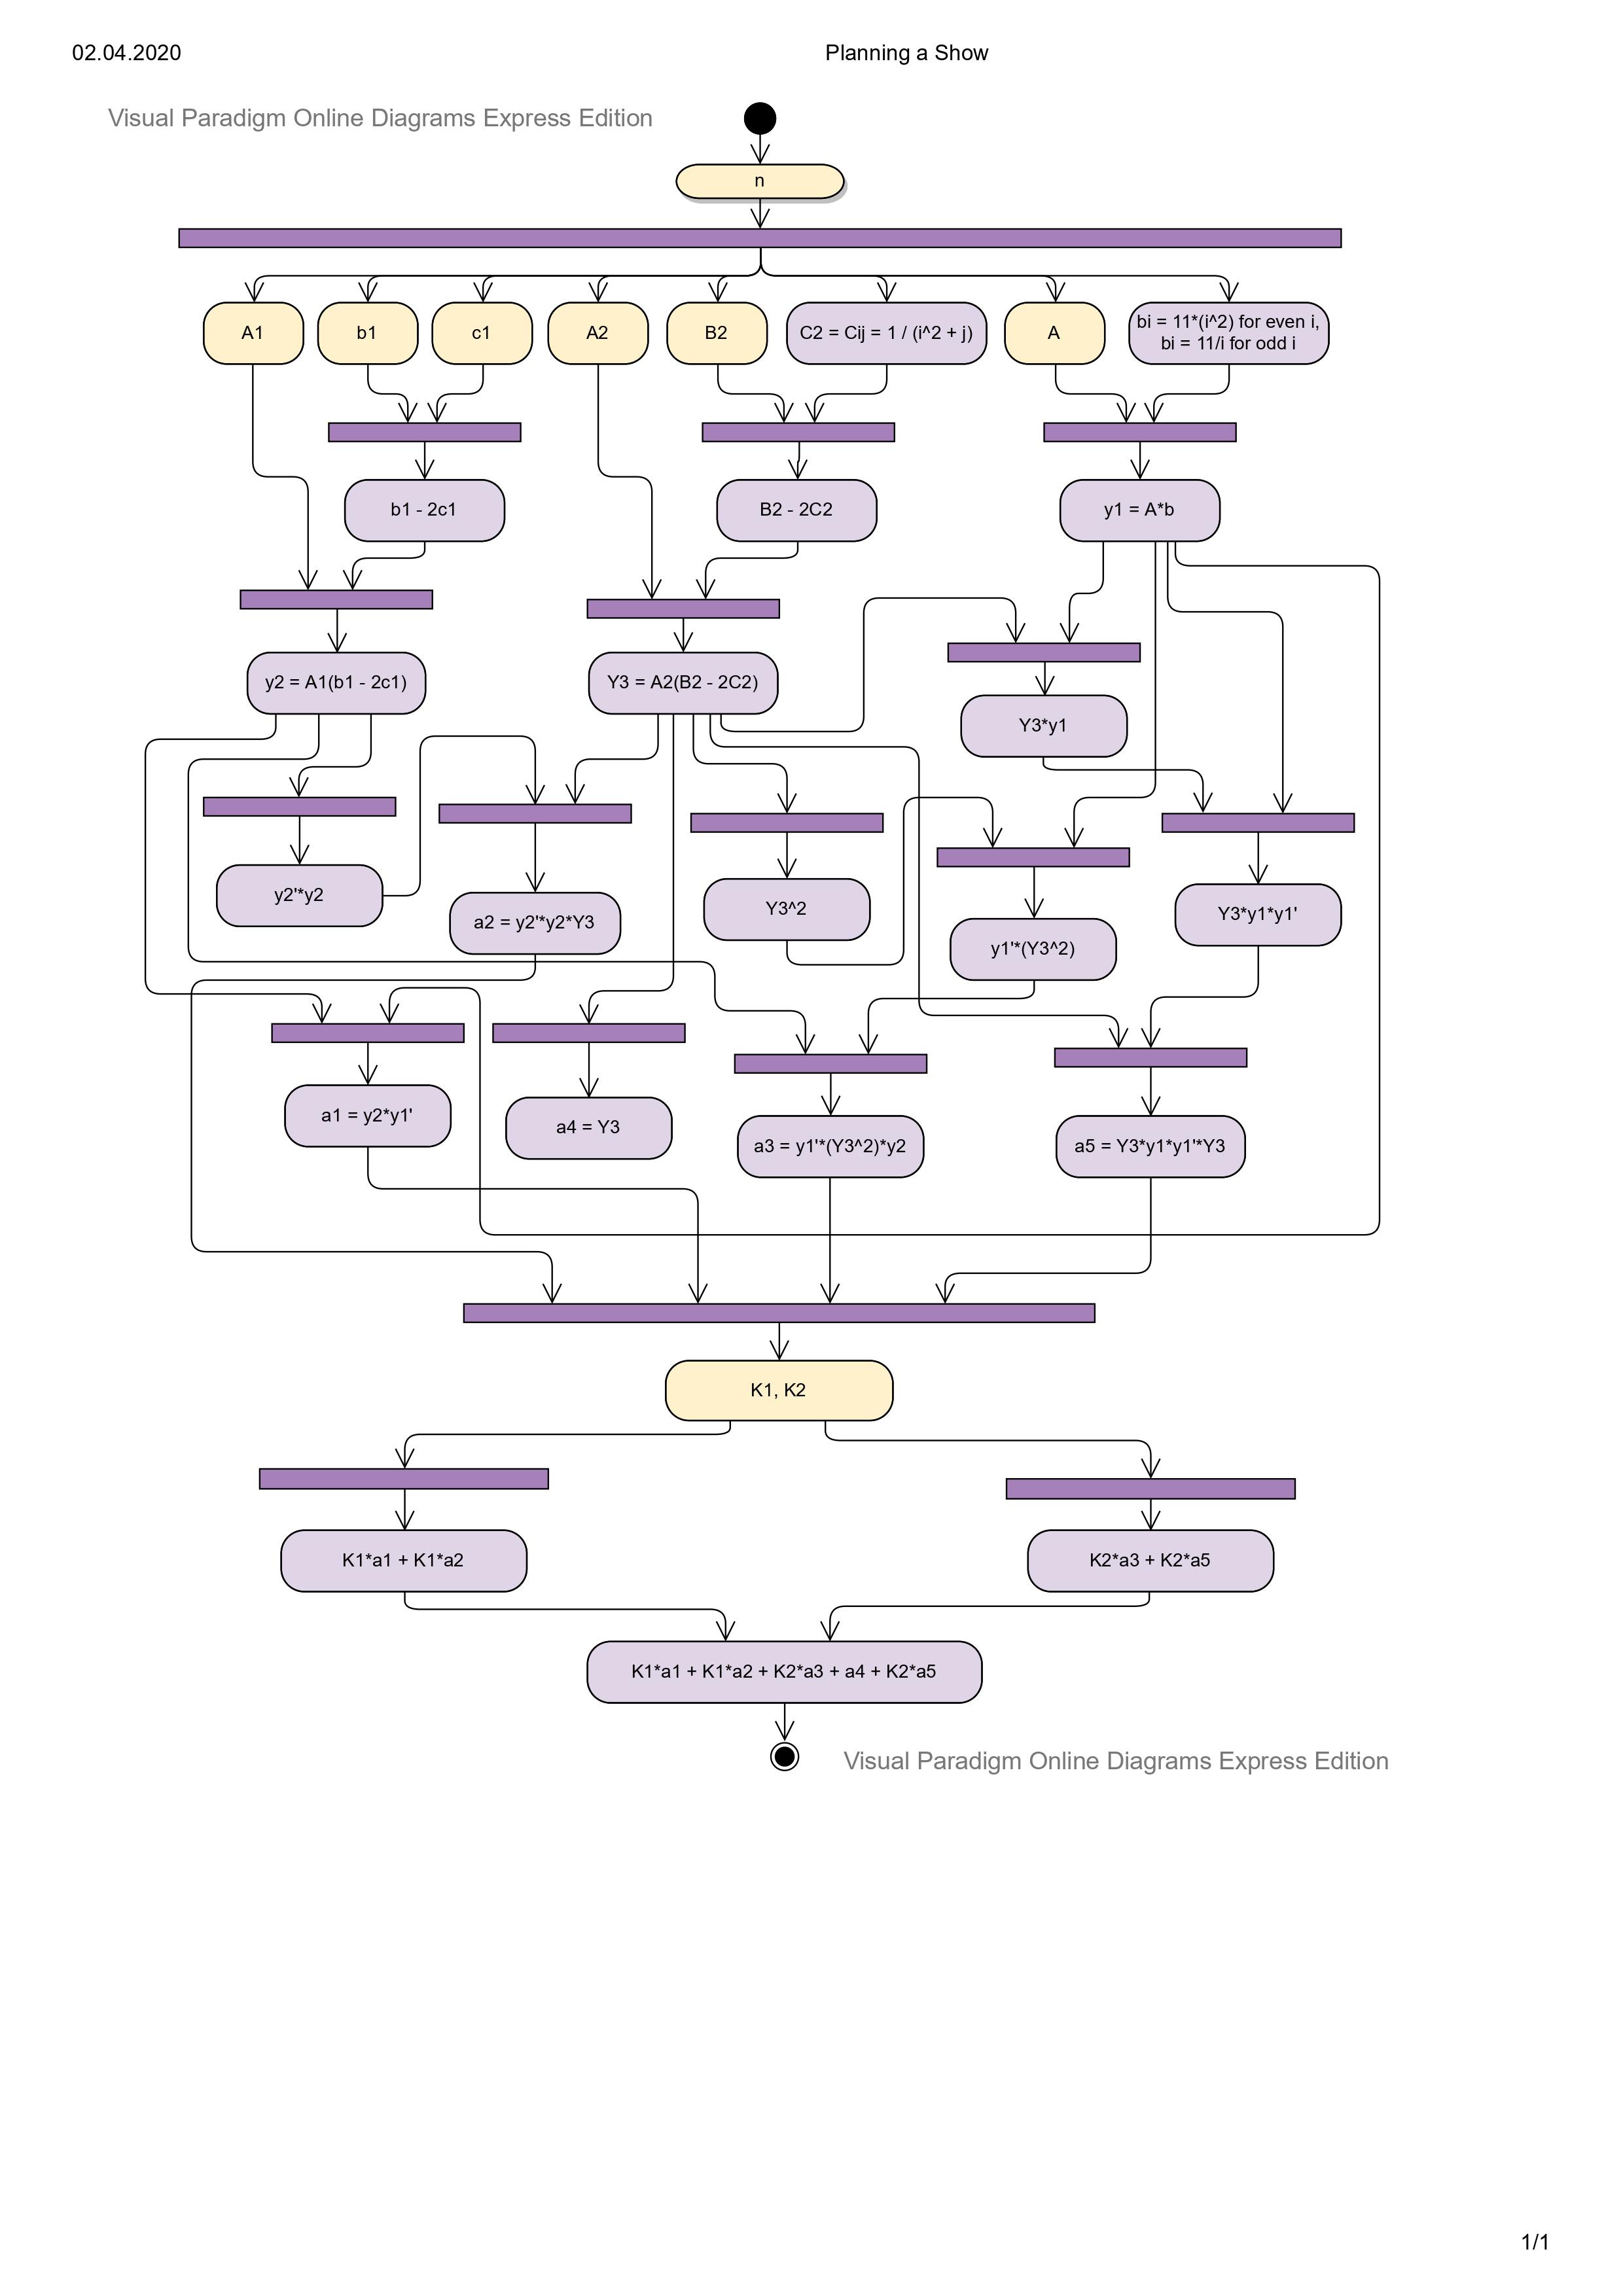 02.04.2020
Planning a Show
Visual Paradigm Online Diagrams Express Edition
n
A1
b1
c1
A2
B2
C2 = Cij = 1 / (i^2 + j)
A
bi = 11*(i^2) for even i,
bi = 11/i for odd i
b1 - 2c1
B2 - 2C2
y1 = A*b
y2 = A1(b1 - 2c1)
Y3 = A2(B2 - 2C2)
Y3*y1
y2'*y2
a2 = y2'*y2*Y3
Y3^2
y1'*(Y3^2)
Y3*y1*y1'
a1 = y2*y1'
a4 = Y3
a3 = y1'*(Y3^2)*y2
a5 = Y3*y1*y1'*Y3
K1, K2
K1*a1 + K1*a2
K2*a3 + K2*a5
K1*a1 + K1*a2 + K2*a3 + a4 + K2*a5
Visual Paradigm Online Diagrams Express Edition
1/1